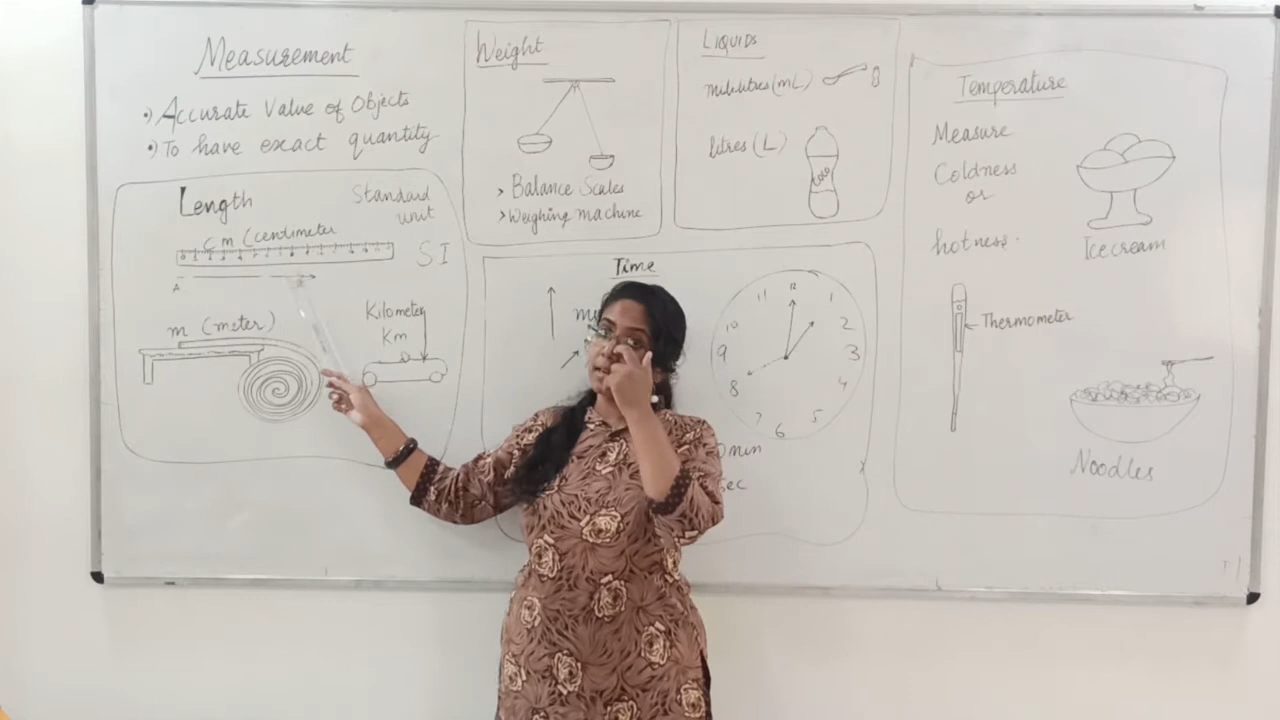 Measurement
•) Accurate Value of Objects
•) To have exact quantity
Length
Standard
unit
cm (centimeter
SI
A
m (meter)
Kilometer
Km
Weight
> Balance Scales
> Weighing machine
LIQUIDS
millilitres (mL)
litres (L)
COLO
Time
12
1
2
3
4
5
6
7
8
9
10
11
min
sec
Temperature
Measure
Coldness
or
hotness.
Icecream
Thermometer
Noodles